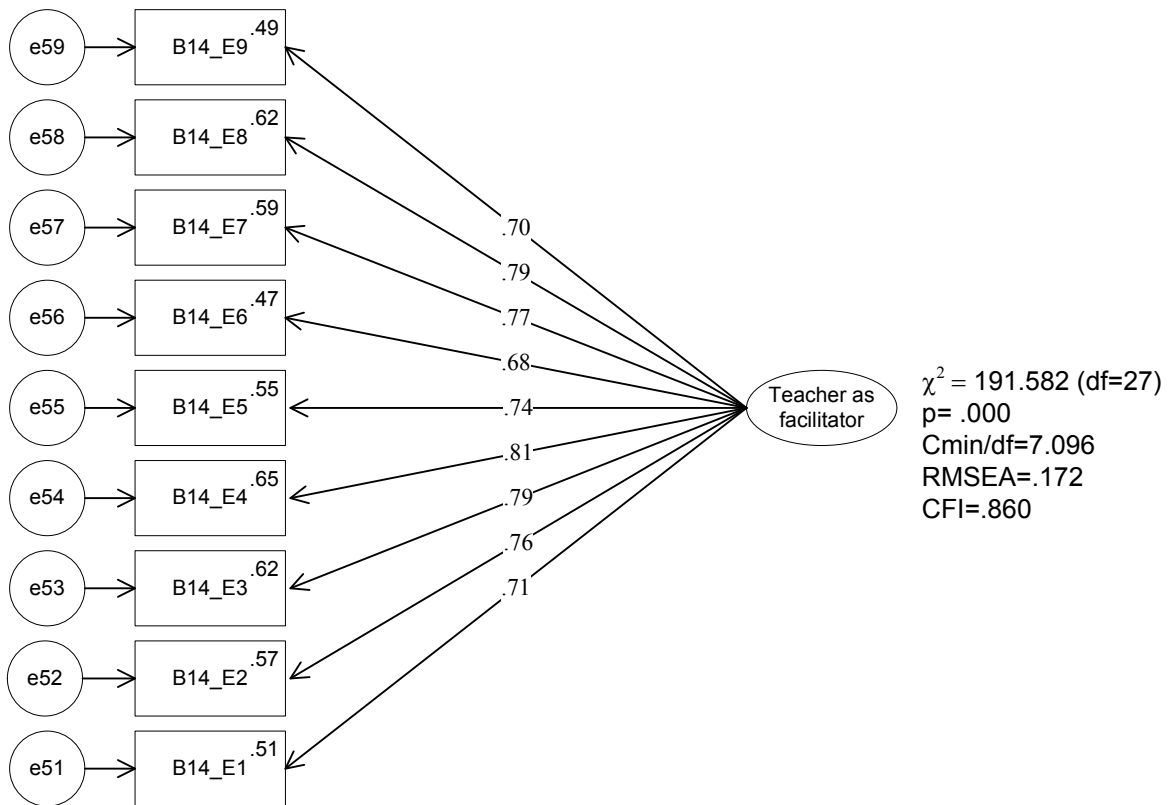 e59
B14_E9
.49
e58
B14_E8
.62
e57
B14_E7
.59
e56
B14_E6
.47
e55
B14_E5
.55
e54
B14_E4
.65
e53
B14_E3
.62
e52
B14_E2
.57
e51
B14_E1
.51
.70
.79
.77
.68
.74
.81
.79
.76
.71
Teacher as
facilitator
χ² = 191.582 (df=27)
p= .000
Cmin/df=7.096
RMSEA=.172
CFI=.860